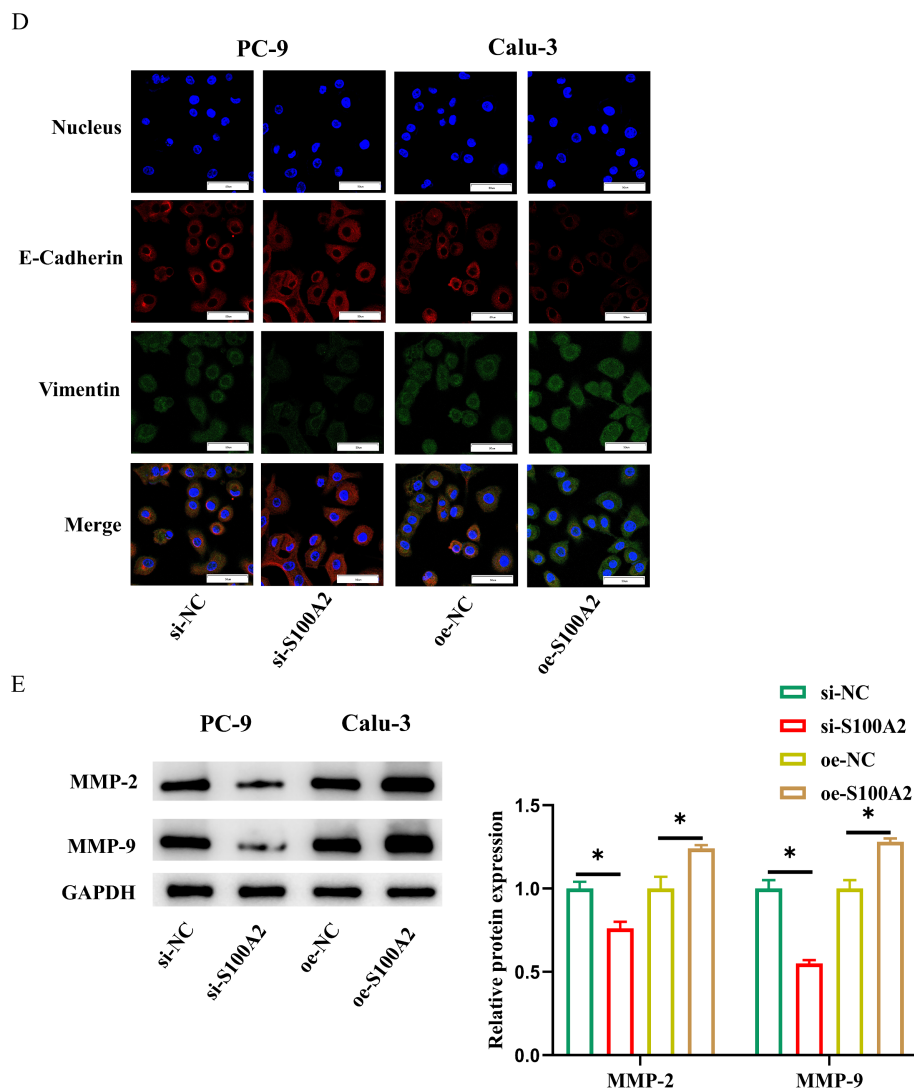 D
PC-9 Calu-3
Nucleus
E-Cadherin
Vimentin
Merge
si-NC si-S100A2 oe-NC oe-S100A2
E
PC-9 Calu-3
MMP-2
MMP-9
GAPDH
si-NC si-S100A2 oe-NC oe-S100A2
si-NC
si-S100A2
oe-NC
oe-S100A2
Relative protein expression
1.5
1.0
0.5
0.0
* * * *
MMP-2 MMP-9